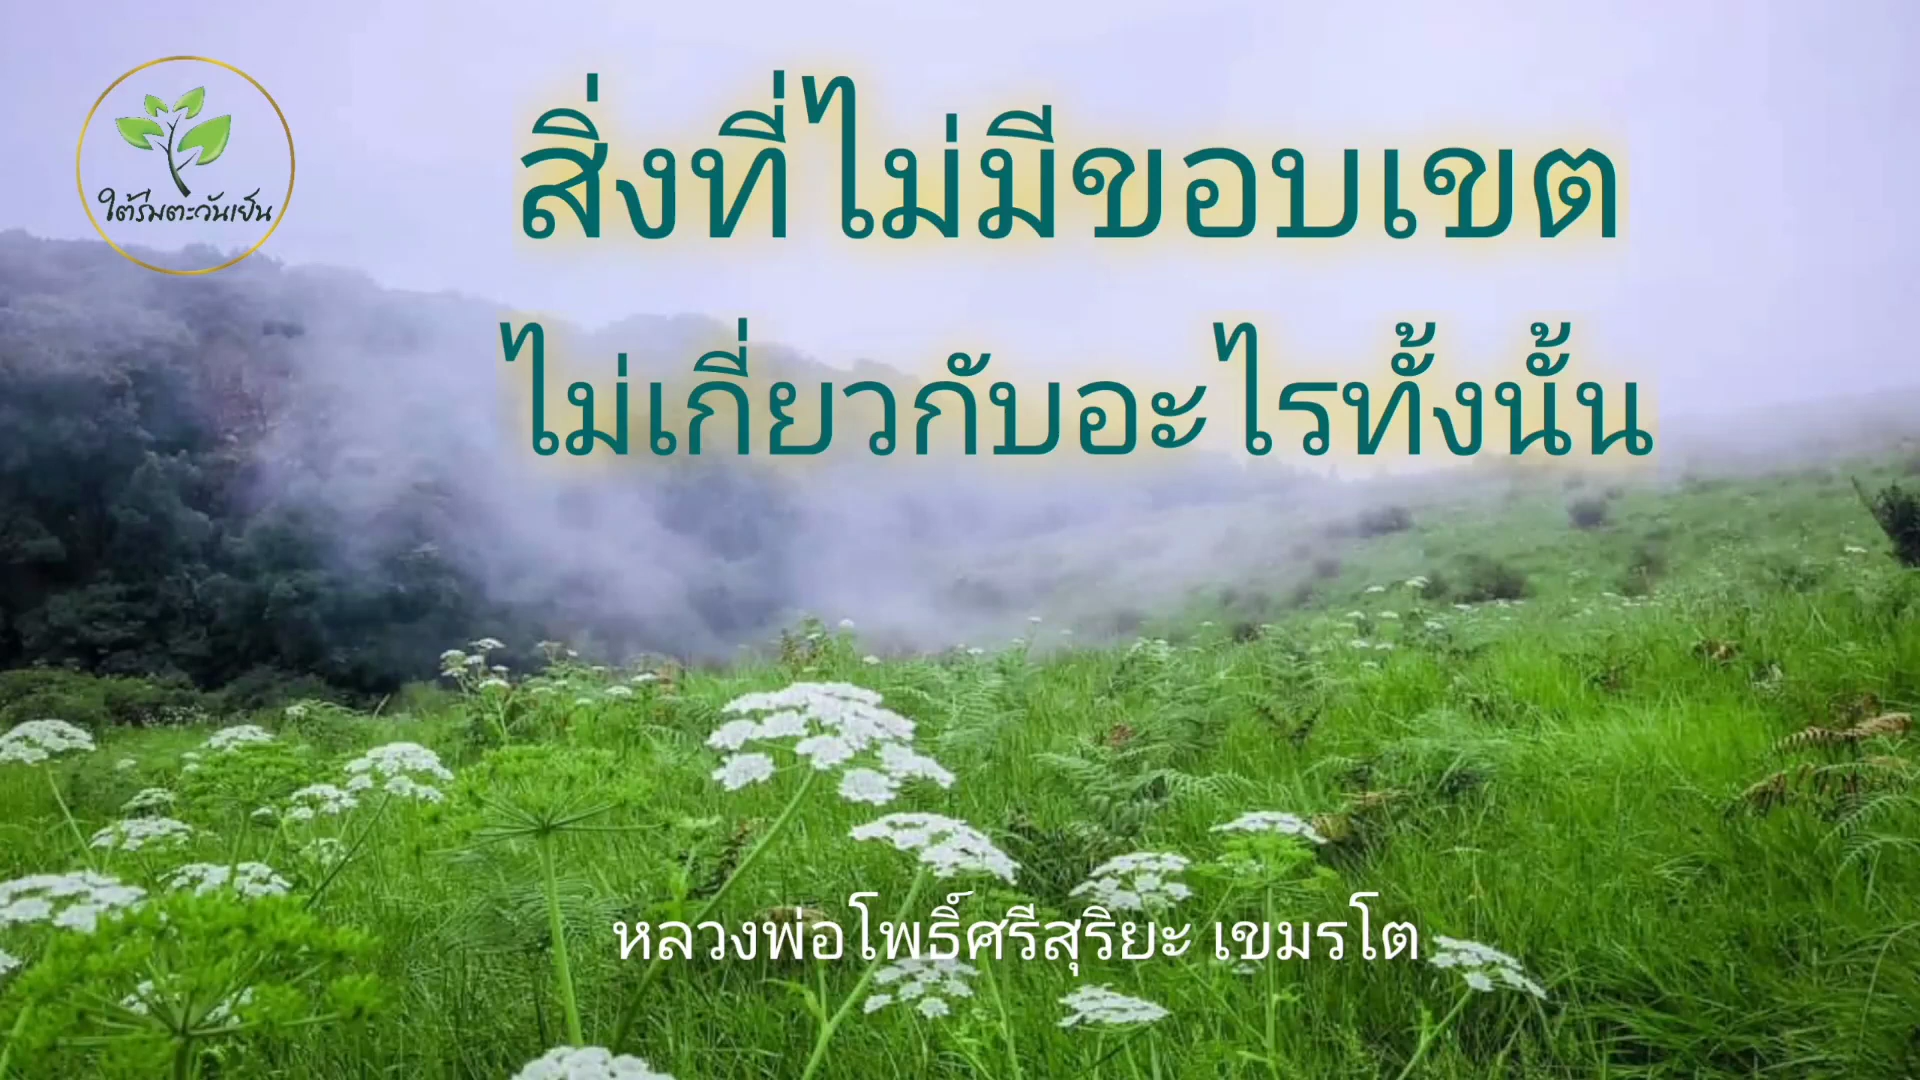 ใต้ร่มตะวันเย็น
สิ่งที่ไม่มีขอบเขต
ไม่เกี่ยวกับอะไรทั้งนั้น
หลวงพ่อโพธิ์ศรีสุริยะ เขมรโต